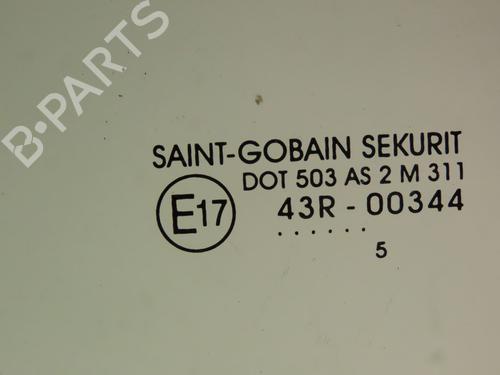 B-PARTS
SAINT-GOBAIN SEKURIT
DOT 503 AS 2 M 311
E17 43R - 00344
......
5